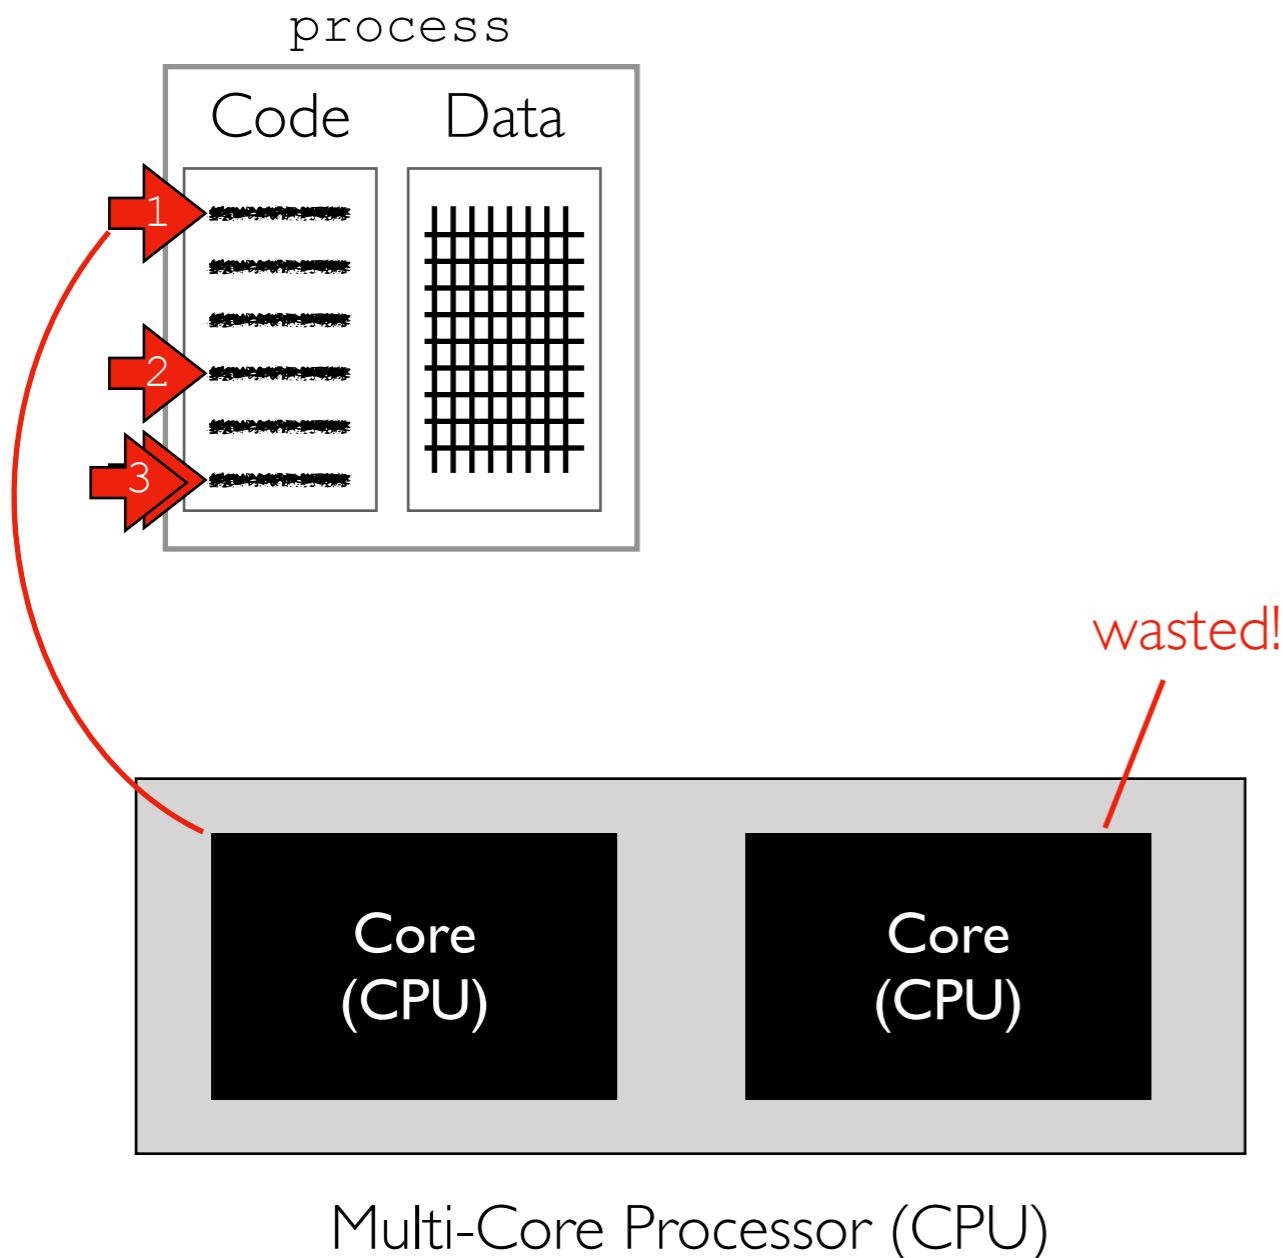 process
Code Data
1
2
3
wasted!
Core
(CPU)
Core
(CPU)
Multi-Core Processor (CPU)